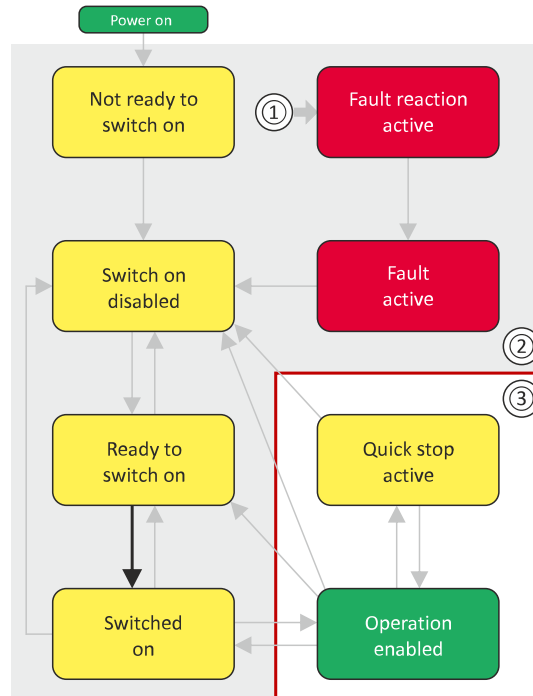 Power on
Not ready to
switch on
①
Fault reaction
active
Switch on
disabled
Fault
active
②
③
Ready to
switch on
Quick stop
active
Switched
on
Operation
enabled